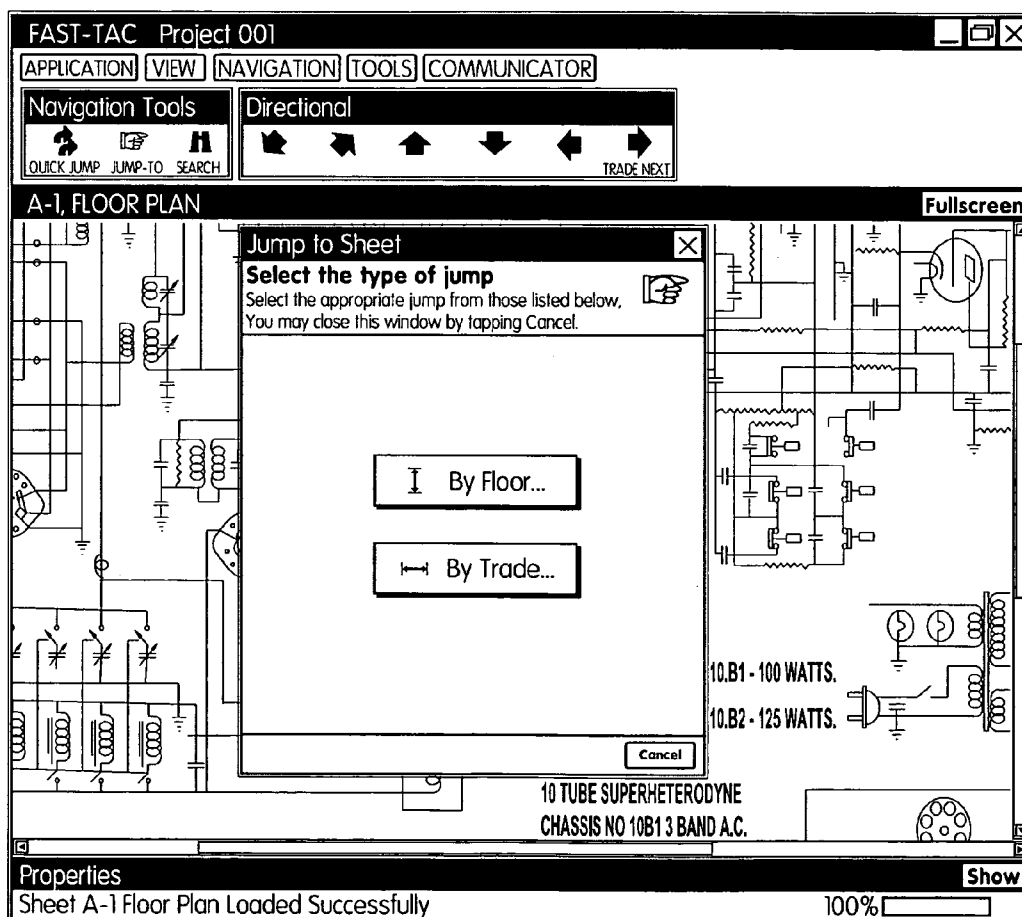 FAST-TAC Project 001
APPLICATION VIEW NAVIGATION TOOLS COMMUNICATOR
Navigation Tools
QUICK JUMP JUMP-TO SEARCH
Directional
TRADE NEXT
A-1, FLOOR PLAN
Fullscreen
Jump to Sheet
Select the type of jump
Select the appropriate jump from those listed below,
You may close this window by tapping Cancel.
By Floor...
By Trade...
Cancel
10.B1 - 100 WATTS.
10.B2 - 125 WATTS.
10 TUBE SUPERHETERODYNE
CHASSIS NO 10B1 3 BAND A.C.
Properties
Show
Sheet A-1 Floor Plan Loaded Successfully
100%